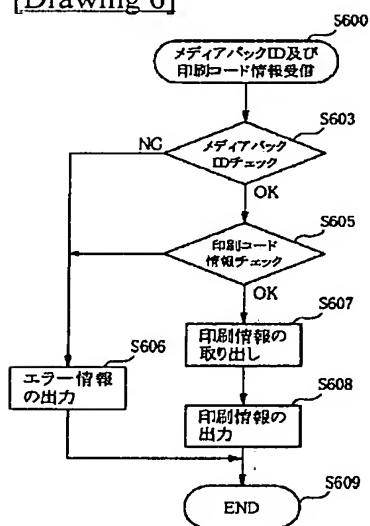 [Drawing 6]
S600
メディアパックID及び
印刷コード情報受信
S603
メディアパック
IDチェック
NG
OK
S605
印刷コード
情報チェック
OK
S607
印刷情報の
取り出し
S606
エラー情報
の出力
S608
印刷情報の
出力
S609
END